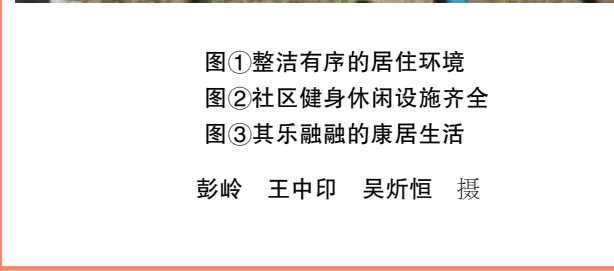 图①整洁有序的居住环境
图②社区健身休闲设施齐全
图③其乐融融的康居生活
彭岭　王中印　吴炘恒　摄